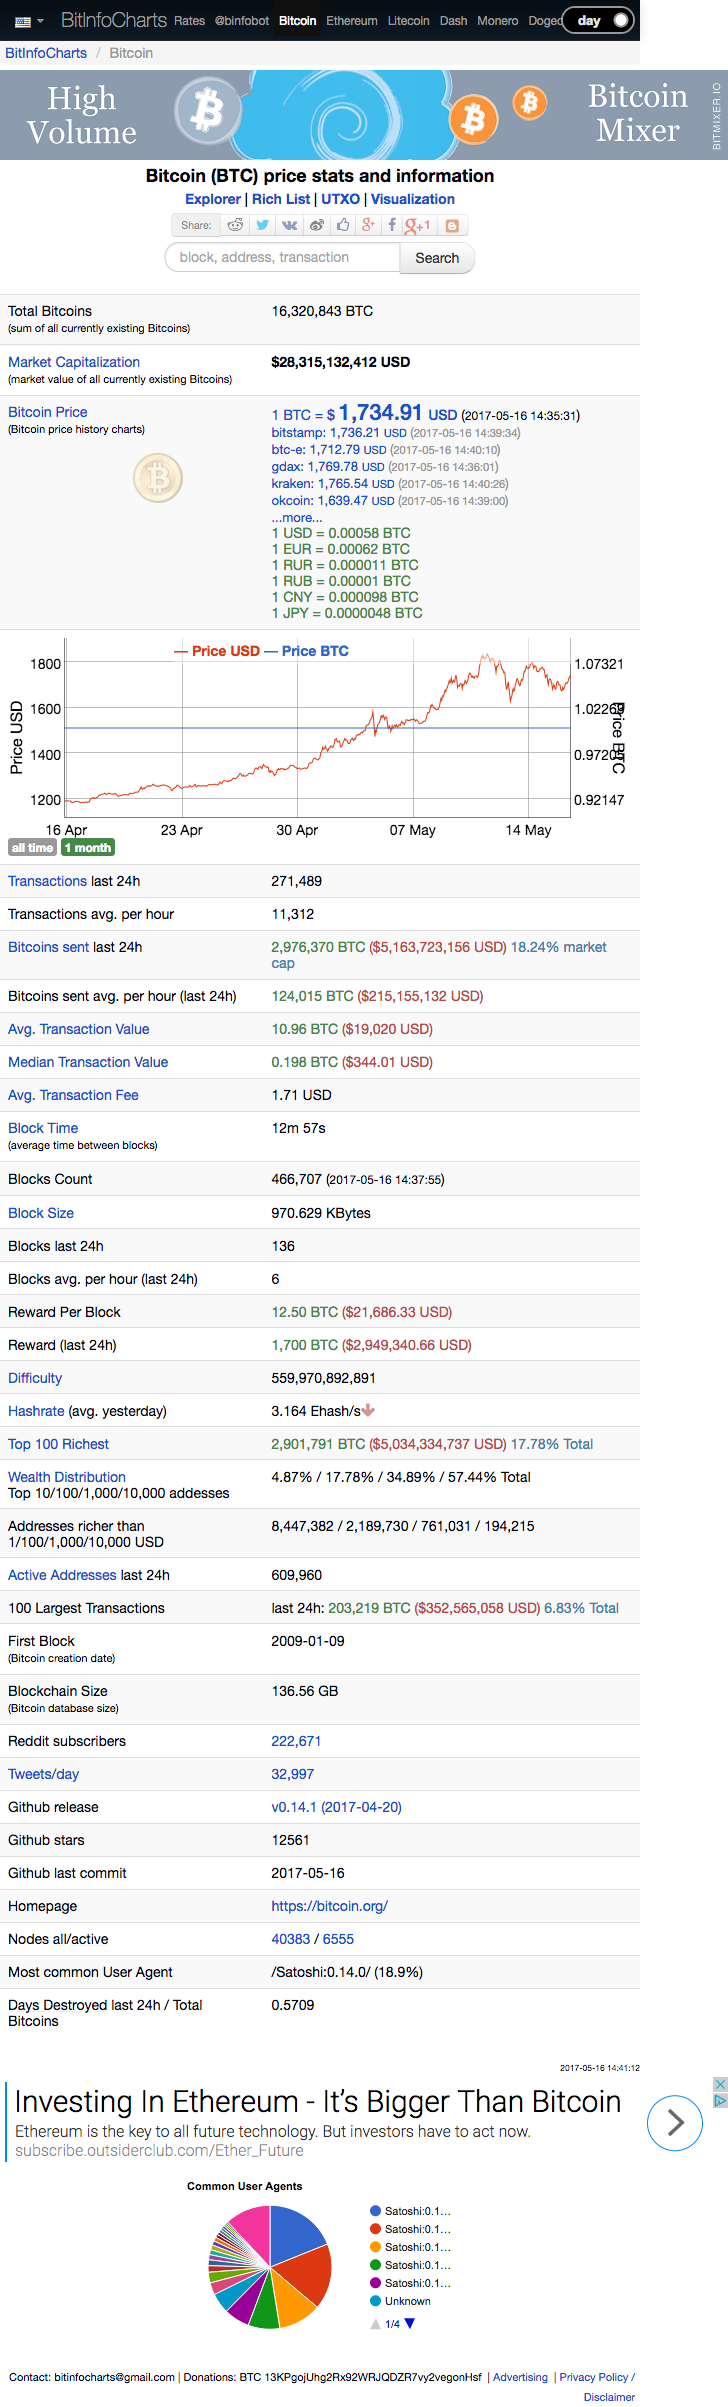 BitInfoCharts Rates @binfobot Bitcoin Ethereum Litecoin Dash Monero Dogec day
BitInfoCharts / Bitcoin
High Volume
Bitcoin Mixer
BITMIXER.IO
Bitcoin (BTC) price stats and information
Explorer | Rich List | UTXO | Visualization
Share: g+ f g+1
block, address, transaction Search
Total Bitcoins 16,320,843 BTC
(sum of all currently existing Bitcoins)
Market Capitalization $28,315,132,412 USD
(market value of all currently existing Bitcoins)
Bitcoin Price 1 BTC = $ 1,734.91 USD (2017-05-16 14:35:31)
(Bitcoin price history charts) bitstamp: 1,736.21 USD (2017-05-16 14:39:34)
btc-e: 1,712.79 USD (2017-05-16 14:40:10)
gdax: 1,769.78 USD (2017-05-16 14:36:01)
kraken: 1,765.54 USD (2017-05-16 14:40:26)
okcoin: 1,639.47 USD (2017-05-16 14:39:00)
...more...
1 USD = 0.00058 BTC
1 EUR = 0.00062 BTC
1 RUR = 0.000011 BTC
1 RUB = 0.00001 BTC
1 CNY = 0.000098 BTC
1 JPY = 0.0000048 BTC
Price USD Price BTC
1800 1.07321
1600 1.02269
1400 0.97205
1200 0.92147
Price USD
Price BTC
16 Apr 23 Apr 30 Apr 07 May 14 May
all time 1 month
Transactions last 24h 271,489
Transactions avg. per hour 11,312
Bitcoins sent last 24h 2,976,370 BTC ($5,163,723,156 USD) 18.24% market
cap
Bitcoins sent avg. per hour (last 24h) 124,015 BTC ($215,155,132 USD)
Avg. Transaction Value 10.96 BTC ($19,020 USD)
Median Transaction Value 0.198 BTC ($344.01 USD)
Avg. Transaction Fee 1.71 USD
Block Time 12m 57s
(average time between blocks)
Blocks Count 466,707 (2017-05-16 14:37:55)
Block Size 970.629 KBytes
Blocks last 24h 136
Blocks avg. per hour (last 24h) 6
Reward Per Block 12.50 BTC ($21,686.33 USD)
Reward (last 24h) 1,700 BTC ($2,949,340.66 USD)
Difficulty 559,970,892,891
Hashrate (avg. yesterday) 3.164 Ehash/s
Top 100 Richest 2,901,791 BTC ($5,034,334,737 USD) 17.78% Total
Wealth Distribution 4.87% / 17.78% / 34.89% / 57.44% Total
Top 10/100/1,000/10,000 addesses
Addresses richer than 8,447,382 / 2,189,730 / 761,031 / 194,215
1/100/1,000/10,000 USD
Active Addresses last 24h 609,960
100 Largest Transactions last 24h: 203,219 BTC ($352,565,058 USD) 6.83% Total
First Block 2009-01-09
(Bitcoin creation date)
Blockchain Size 136.56 GB
(Bitcoin database size)
Reddit subscribers 222,671
Tweets/day 32,997
Github release v0.14.1 (2017-04-20)
Github stars 12561
Github last commit 2017-05-16
Homepage https://bitcoin.org/
Nodes all/active 40383 / 6555
Most common User Agent /Satoshi:0.14.0/ (18.9%)
Days Destroyed last 24h / Total 0.5709
Bitcoins
2017-05-16 14:41:12
Investing In Ethereum - It's Bigger Than Bitcoin
Ethereum is the key to all future technology. But investors have to act now.
subscribe.outsiderclub.com/Ether_Future
Common User Agents
Satoshi:0.1...
Satoshi:0.1...
Satoshi:0.1...
Satoshi:0.1...
Satoshi:0.1...
Unknown
1/4
Contact: bitinfocharts@gmail.com | Donations: BTC 13KPgojUhg2Rx92WRJQDZR7vy2vegonHsf | Advertising | Privacy Policy /
Disclaimer